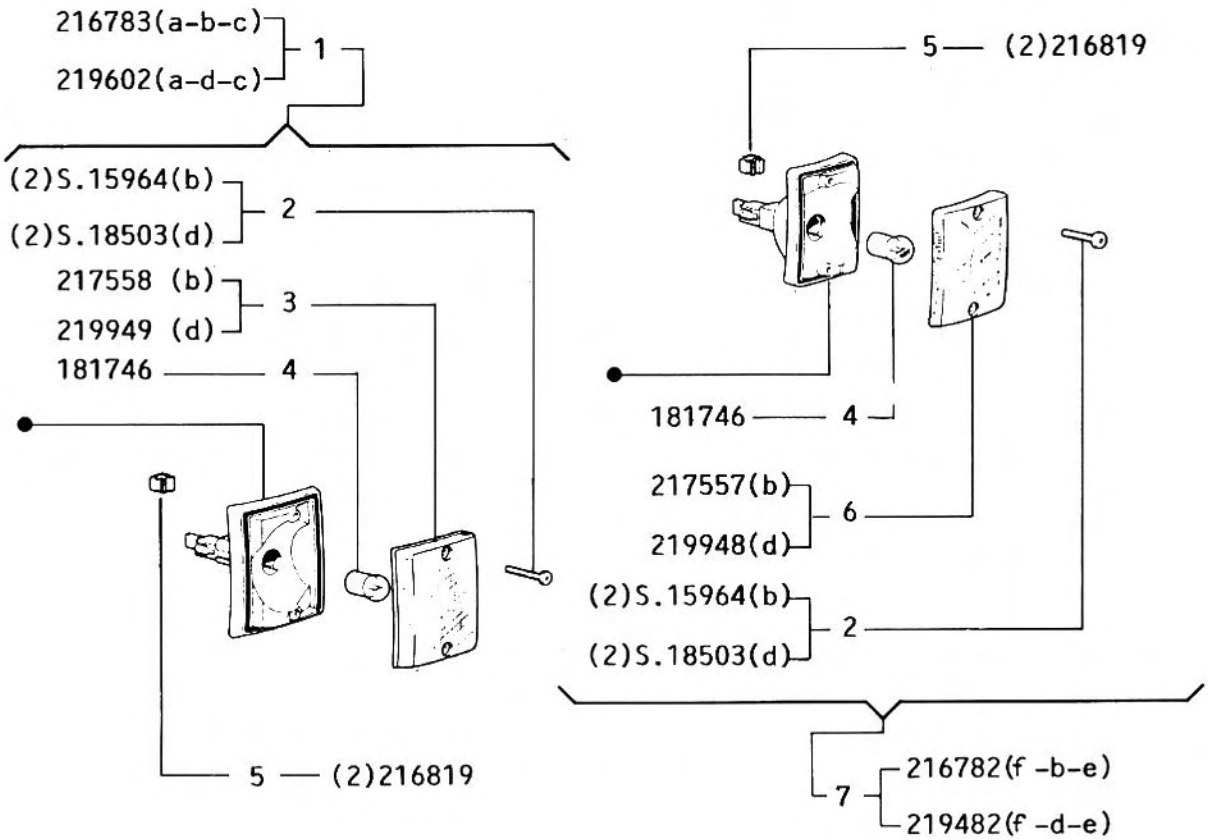 216783(a-b-c)
1
219602(a-d-c)
(2)S.15964(b)
2
(2)S.18503(d)
217558 (b)
3
219949 (d)
181746 4
5 (2)216819
5 (2)216819
181746 4
217557(b)
6
219948(d)
(2)S.15964(b)
2
(2)S.18503(d)
216782(f -b-e)
7
219482(f -d-e)